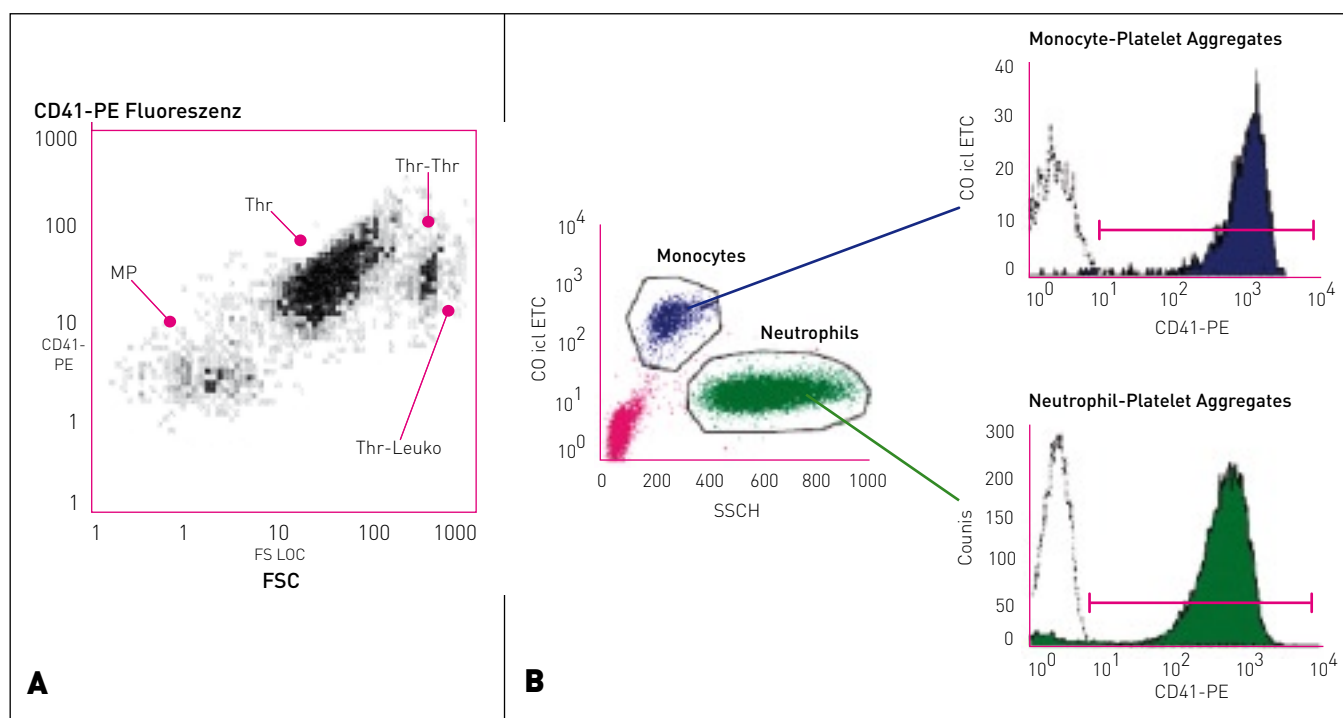 CD41-PE Fluoreszenz
1000
100
10
CD41-
PE
1
1
Thr-Thr
Thr
MP
Thr-Leuko
1 1 10 100 1000
FS LOC
FSC
A
CO icl ETC
10^4
10^3
10^2
10^1
10^0
Monocytes
Neutrophils
0 200 400 600 800 1000
SSCH
B
Monocyte-Platelet Aggregates
CO icl ETC
40
30
30
20
10
0
10^0 10^1 10^2 10^3 10^4
CD41-PE
Neutrophil-Platelet Aggregates
Counis
300
200
150
100
50
0
10^0 10^1 10^2 10^3 10^4
CD41-PE